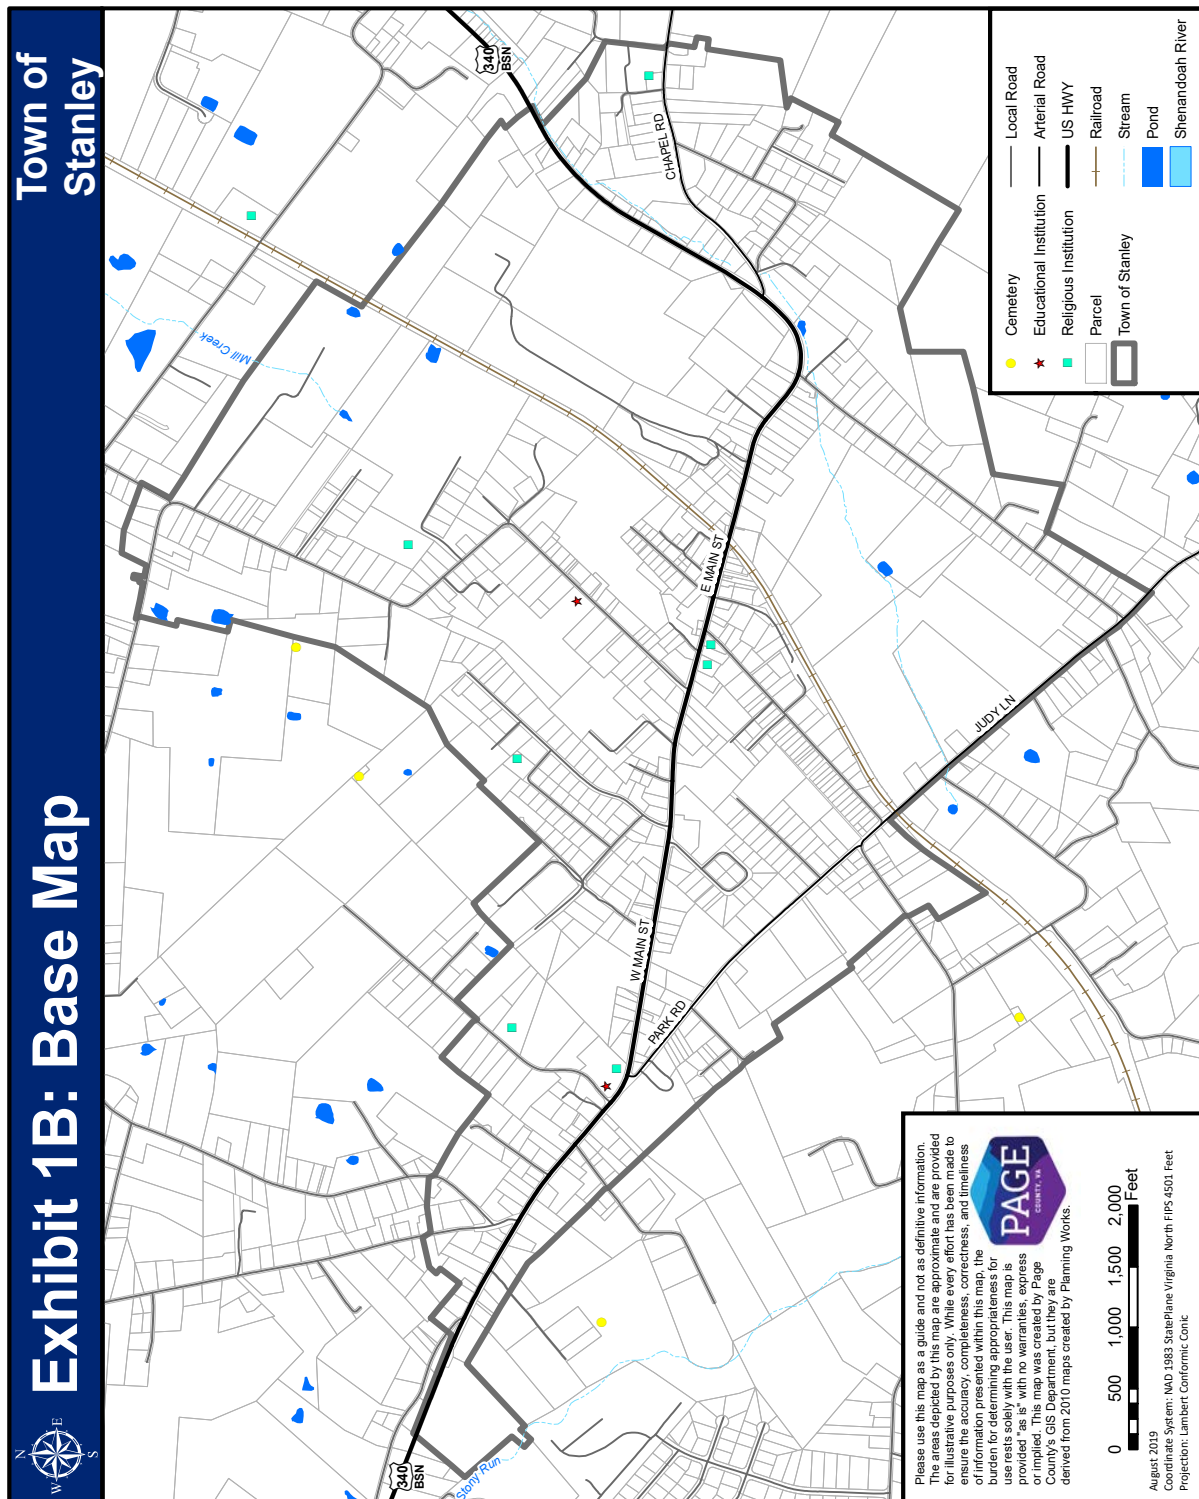 Exhibit 1B: Base Map
Town of
Stanley
N
W
E
S
340
BSN
Stony Run
W MAIN ST
PARK RD
E MAIN ST
JUDY LN
Mill Creek
CHAPEL RD
340
BSN
Cemetery
Educational Institution
Religious Institution
Parcel
Town of Stanley
Local Road
Arterial Road
US HWY
Railroad
Stream
Pond
Shenandoah River
Please use this map as a guide and not as definitive information.
The areas depicted by this map are approximate and are provided
for illustrative purposes only. While every effort has been made to
ensure the accuracy, completeness, correctness, and timeliness
of information presented within this map, the
burden for determining appropriateness for
use rests solely with the user. This map is
provided "as is" with no warranties, express
or implied. This map was created by Page
County's GIS Department, but they are
derived from 2010 maps created by Planning Works.
PAGE
COUNTY, VA
0 500 1,000 1,500 2,000
Feet
August 2019
Coordinate System: NAD 1983 StatePlane Virginia North FIPS 4501 Feet
Projection: Lambert Conformic Conic